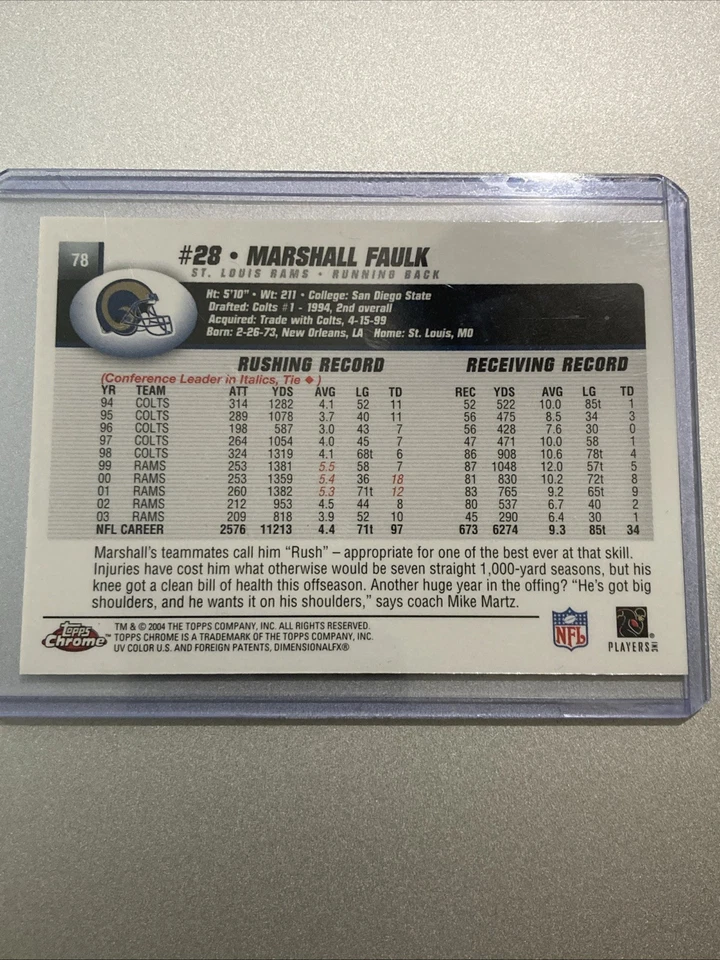 78
#28 • MARSHALL FAULK
ST. LOUIS RAMS • RUNNING BACK
Ht: 5'10" • Wt: 211 • College: San Diego State
Drafted: Colts #1 - 1994, 2nd overall
Acquired: Trade with Colts, 4-15-99
Born: 2-26-73, New Orleans, LA Home: St. Louis, MO
RUSHING RECORD RECEIVING RECORD
(Conference Leader in Italics, Tie ◆)
YR TEAM ATT YDS AVG LG TD REC YDS AVG LG TD
94 COLTS 314 1282 4.1 52 11 52 522 10.0 85t 1
95 COLTS 289 1078 3.7 40 11 56 475 8.5 34 3
96 COLTS 198 587 3.0 43 7 56 428 7.6 30 0
97 COLTS 264 1054 4.0 45 7 47 471 10.0 58 1
98 COLTS 324 1319 4.1 68t 6 86 908 10.6 78t 4
99 RAMS 253 1381 5.5 58 7 87 1048 12.0 57t 5
00 RAMS 253 1359 5.4 36 18 81 830 10.2 72t 8
01 RAMS 260 1382 5.3 71t 12 83 765 9.2 65t 9
02 RAMS 212 953 4.5 44 8 80 537 6.7 40 2
03 RAMS 209 818 3.9 52 10 45 290 6.4 30 1
NFL CAREER 2576 11213 4.4 71t 97 673 6274 9.3 85t 34
Marshall's teammates call him "Rush" – appropriate for one of the best ever at that skill.
Injuries have cost him what otherwise would be seven straight 1,000-yard seasons, but his
knee got a clean bill of health this offseason. Another huge year in the offing? "He's got big
shoulders, and he wants it on his shoulders," says coach Mike Martz.
Topps Chrome™
TM & © 2004 THE TOPPS COMPANY, INC. ALL RIGHTS RESERVED.
TOPPS CHROME IS A TRADEMARK OF THE TOPPS COMPANY, INC.
UV COLOR U.S. AND FOREIGN PATENTS, DIMENSIONALFX®
NFL
PLAYERS INC